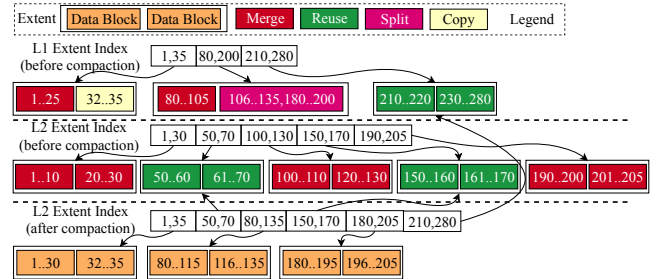 Extent Data Block Data Block Merge Reuse Split Copy Legend
L1 Extent Index
(before compaction)
1,35 80,200 210,280
1..25 32..35 80..105 106..135,180..200 210..220 230..280
L2 Extent Index
(before compaction)
1,30 50,70 100,130 150,170 190,205
1..10 20..30 50..60 61..70 100..110 120..130 150..160 161..170 190..200 201..205
L2 Extent Index
(after compaction)
1,35 50,70 80,135 150,170 180,205 210,280
1..30 32..35 80..115 116..135 180..195 196..205